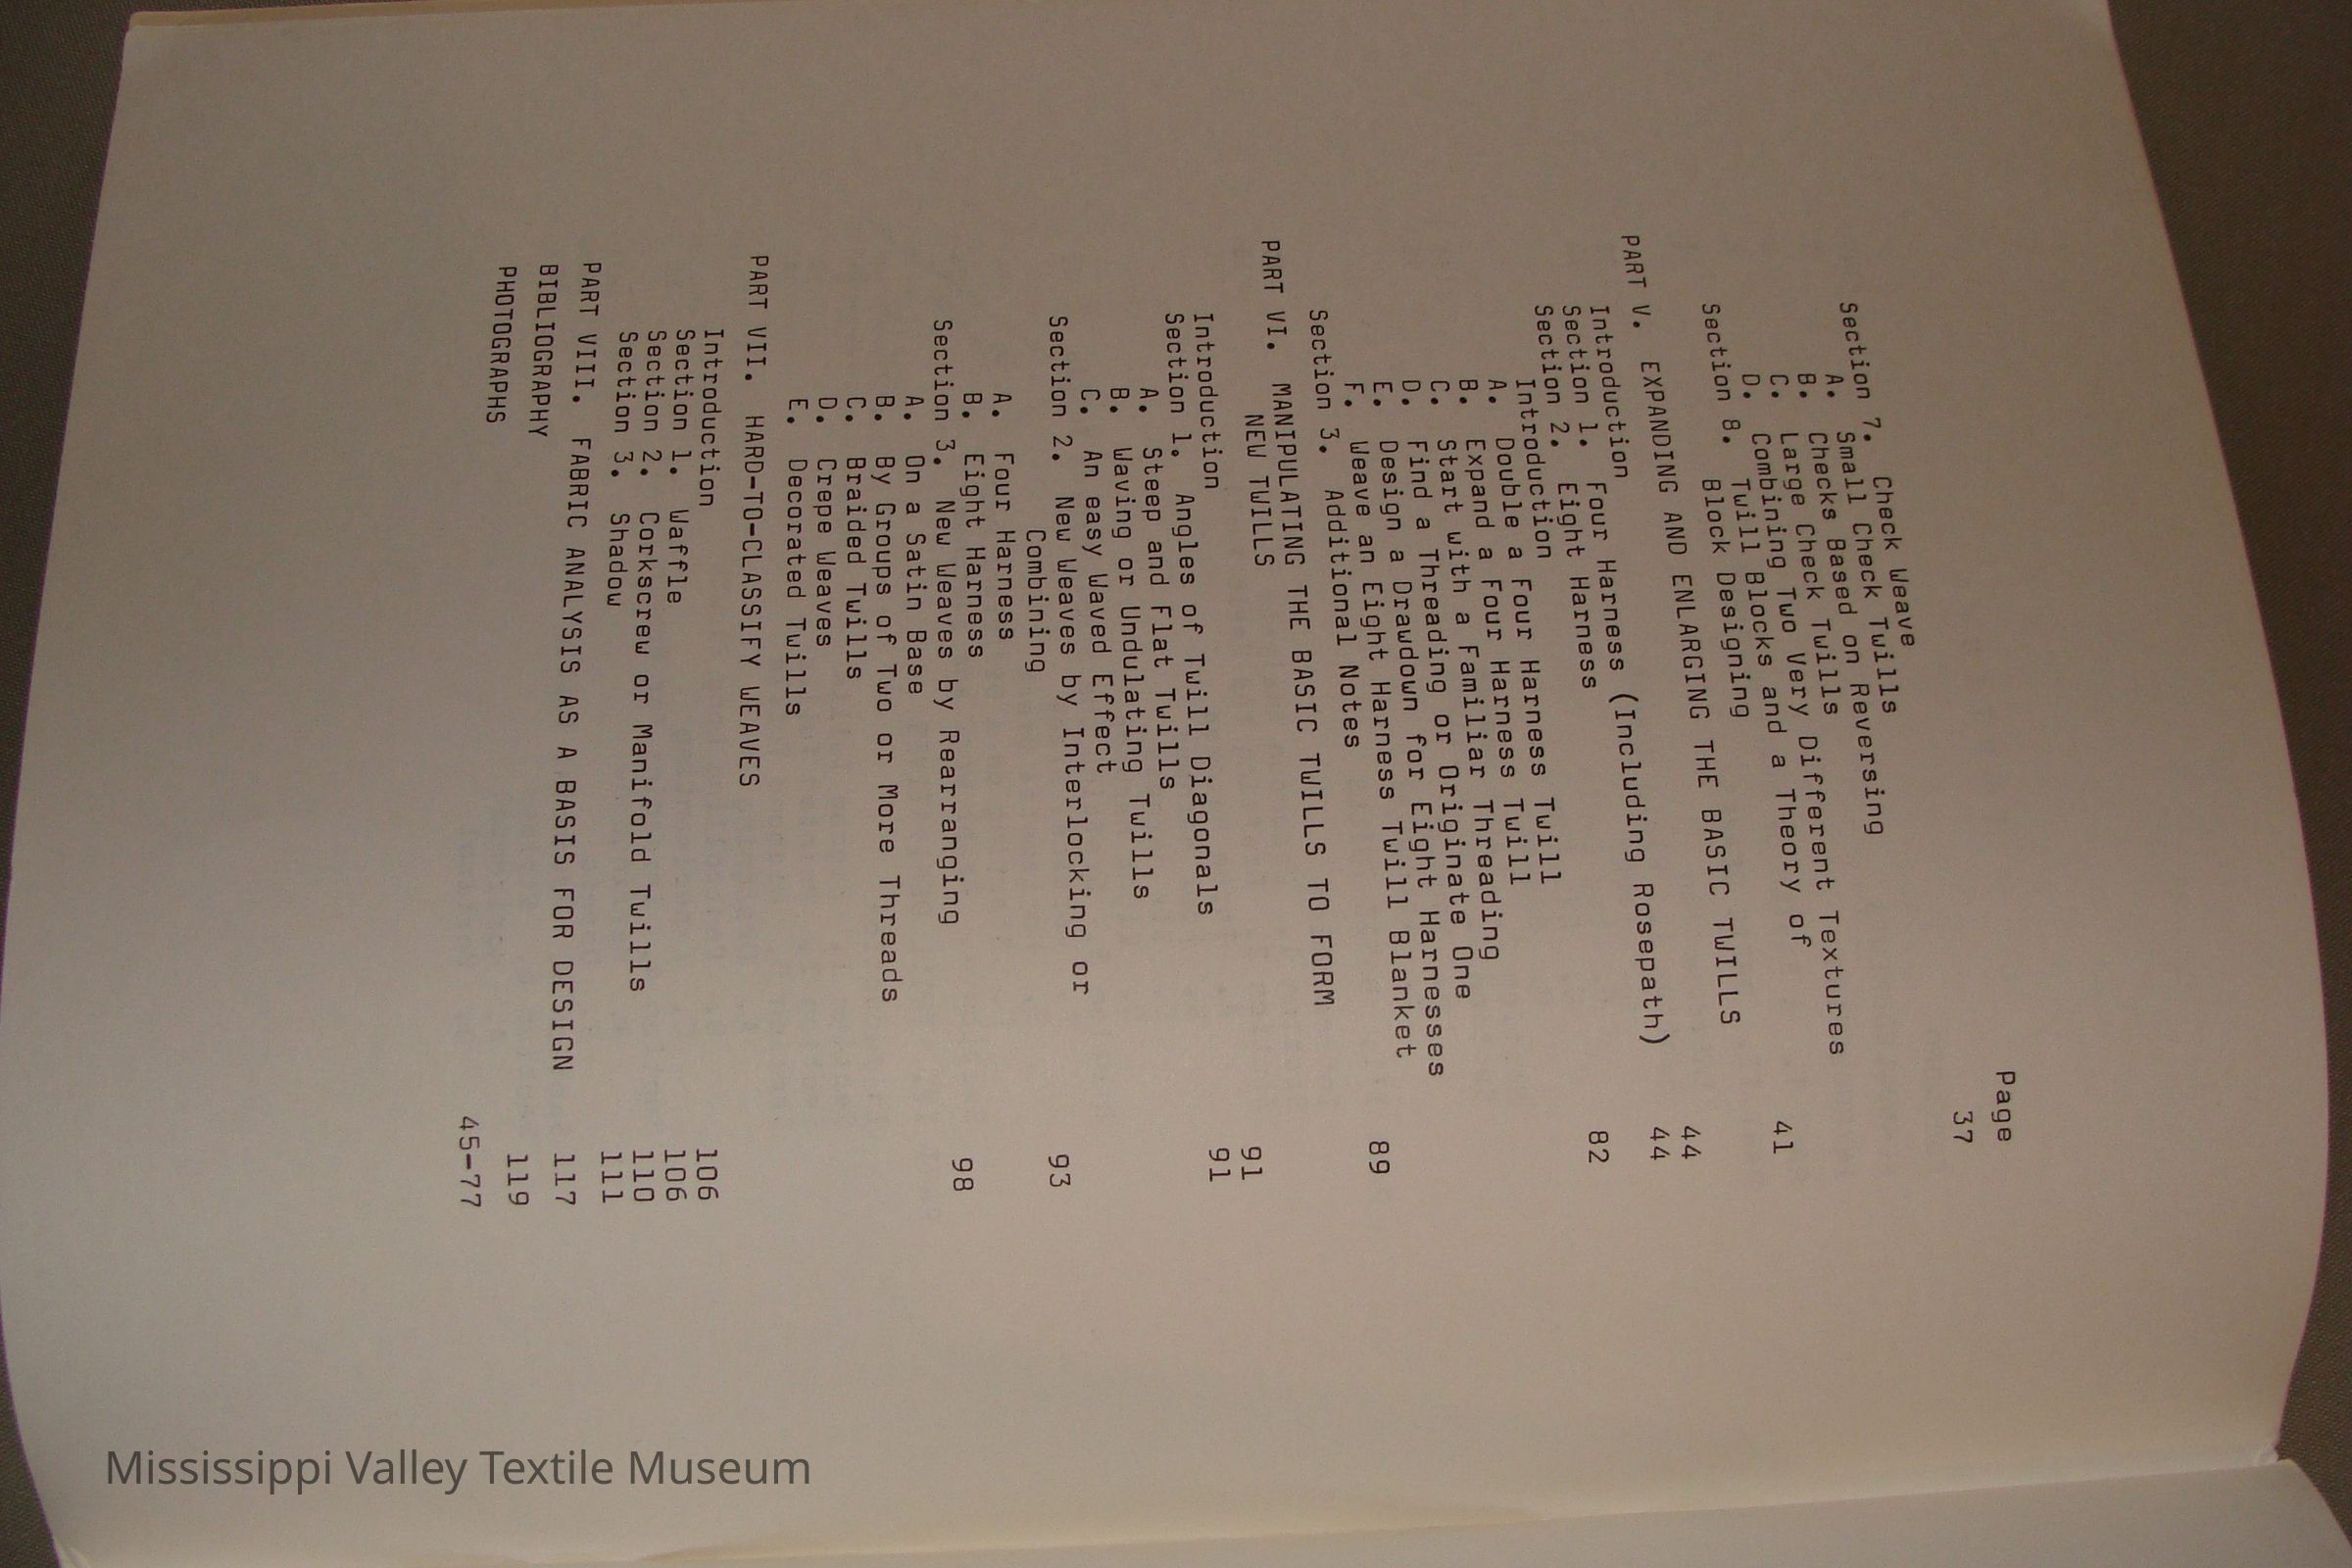 Page
Section 7. Check Weave 37
A. Small Check Twills
B. Checks Based on Reversing
C. Large Check Twills
D. Combining Two Very Different Textures
Section 8. Twill Blocks and a Theory of 41
Block Designing
PART V. EXPANDING AND ENLARGING THE BASIC TWILLS
Introduction 44
Section 1. Four Harness (Including Rosepath) 44
Section 2. Eight Harness 82
Introduction
A. Double a Four Harness Twill
B. Expand a Four Harness Twill
C. Start with a Familiar Threading
D. Find a Threading or Originate One
E. Design a Drawdown for Eight Harnesses
F. Weave an Eight Harness Twill Blanket
Section 3. Additional Notes 89
PART VI. MANIPULATING THE BASIC TWILLS TO FORM
NEW TWILLS
Introduction 91
Section 1. Angles of Twill Diagonals 91
A. Steep and Flat Twills
B. Waving or Undulating Twills
C. An easy Waved Effect
Section 2. New Weaves by Interlocking or 93
Combining
A. Four Harness
B. Eight Harness
Section 3. New Weaves by Rearranging 98
A. On a Satin Base
B. By Groups of Two or More Threads
C. Braided Twills
D. Crepe Weaves
E. Decorated Twills
PART VII. HARD-TO-CLASSIFY WEAVES
Introduction 106
Section 1. Waffle 106
Section 2. Corkscrew or Manifold Twills 110
Section 3. Shadow 111
PART VIII. FABRIC ANALYSIS AS A BASIS FOR DESIGN 117
BIBLIOGRAPHY 119
PHOTOGRAPHS 45-77
Mississippi Valley Textile Museum